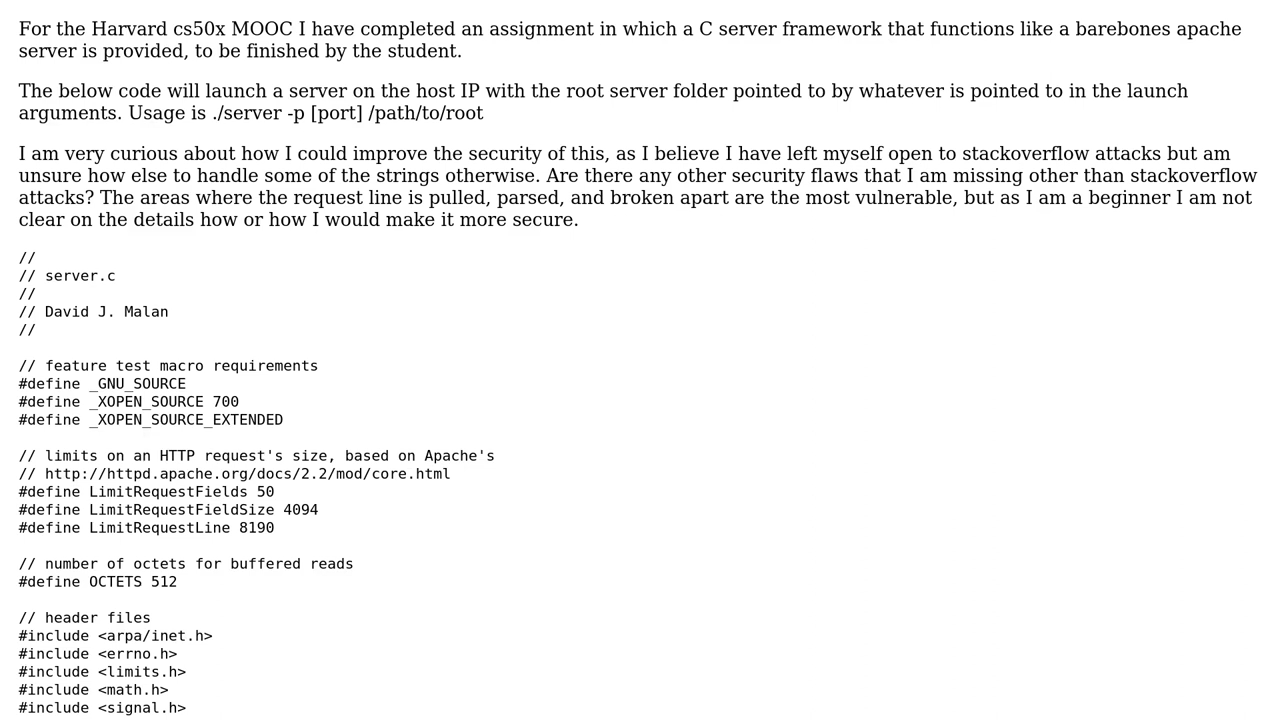 For the Harvard cs50x MOOC I have completed an assignment in which a C server framework that functions like a barebones apache
server is provided, to be finished by the student.
The below code will launch a server on the host IP with the root server folder pointed to by whatever is pointed to in the launch
arguments. Usage is ./server -p [port] /path/to/root
I am very curious about how I could improve the security of this, as I believe I have left myself open to stackoverflow attacks but am
unsure how else to handle some of the strings otherwise. Are there any other security flaws that I am missing other than stackoverflow
attacks? The areas where the request line is pulled, parsed, and broken apart are the most vulnerable, but as I am a beginner I am not
clear on the details how or how I would make it more secure.
//
// server.c
//
// David J. Malan
//
// feature test macro requirements
#define _GNU_SOURCE
#define _XOPEN_SOURCE 700
#define _XOPEN_SOURCE_EXTENDED
// limits on an HTTP request's size, based on Apache's
// http://httpd.apache.org/docs/2.2/mod/core.html
#define LimitRequestFields 50
#define LimitRequestFieldSize 4094
#define LimitRequestLine 8190
// number of octets for buffered reads
#define OCTETS 512
// header files
#include <arpa/inet.h>
#include <errno.h>
#include <limits.h>
#include <math.h>
#include <signal.h>